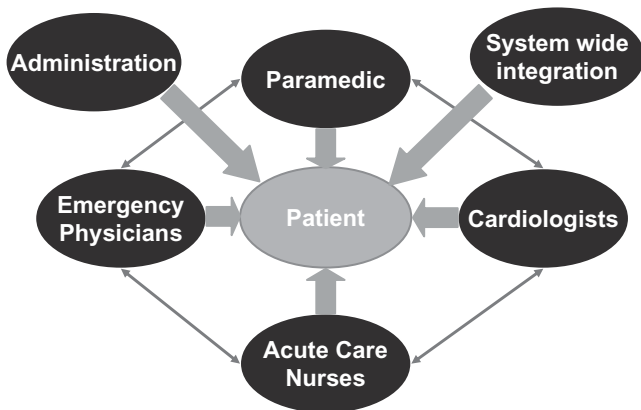 Administration
Paramedic
System wide
integration
Emergency
Physicians
Patient
Cardiologists
Acute Care
Nurses